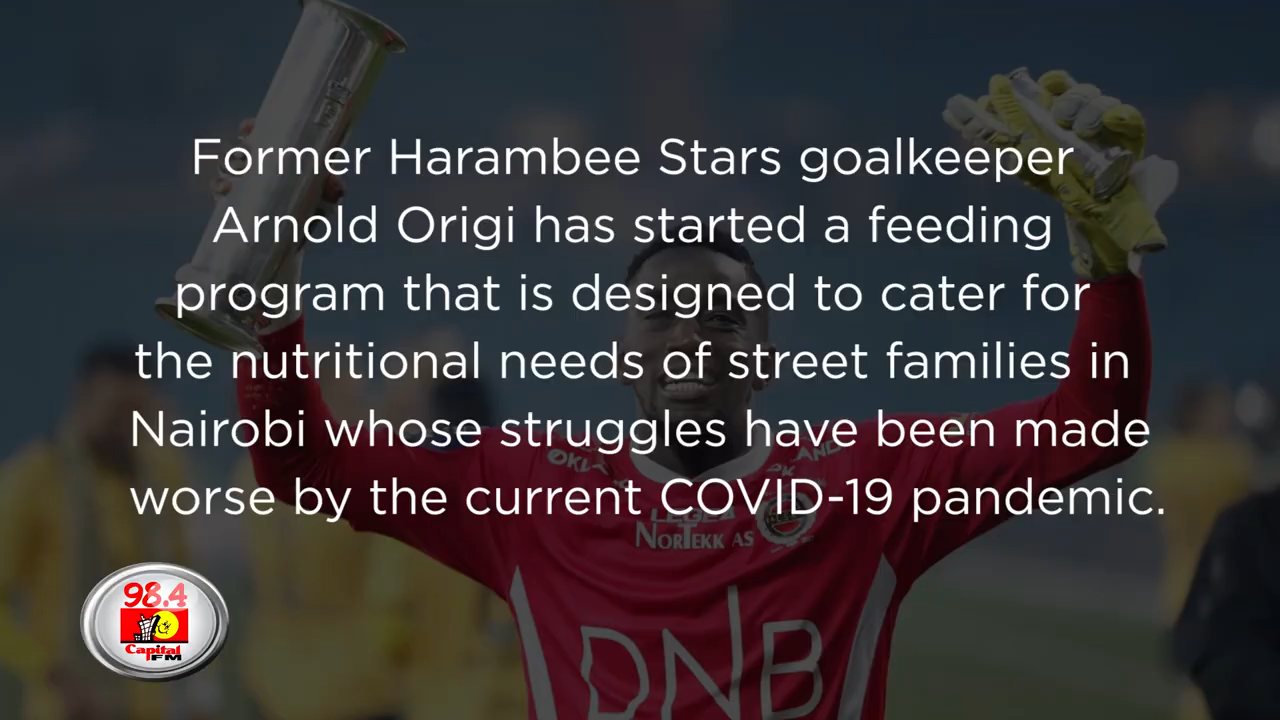 Former Harambee Stars goalkeeper
Arnold Origi has started a feeding
program that is designed to cater for
the nutritional needs of street families in
Nairobi whose struggles have been made
worse by the current COVID-19 pandemic.
NORTEKK AS
DNB
98.4
Capital
FM